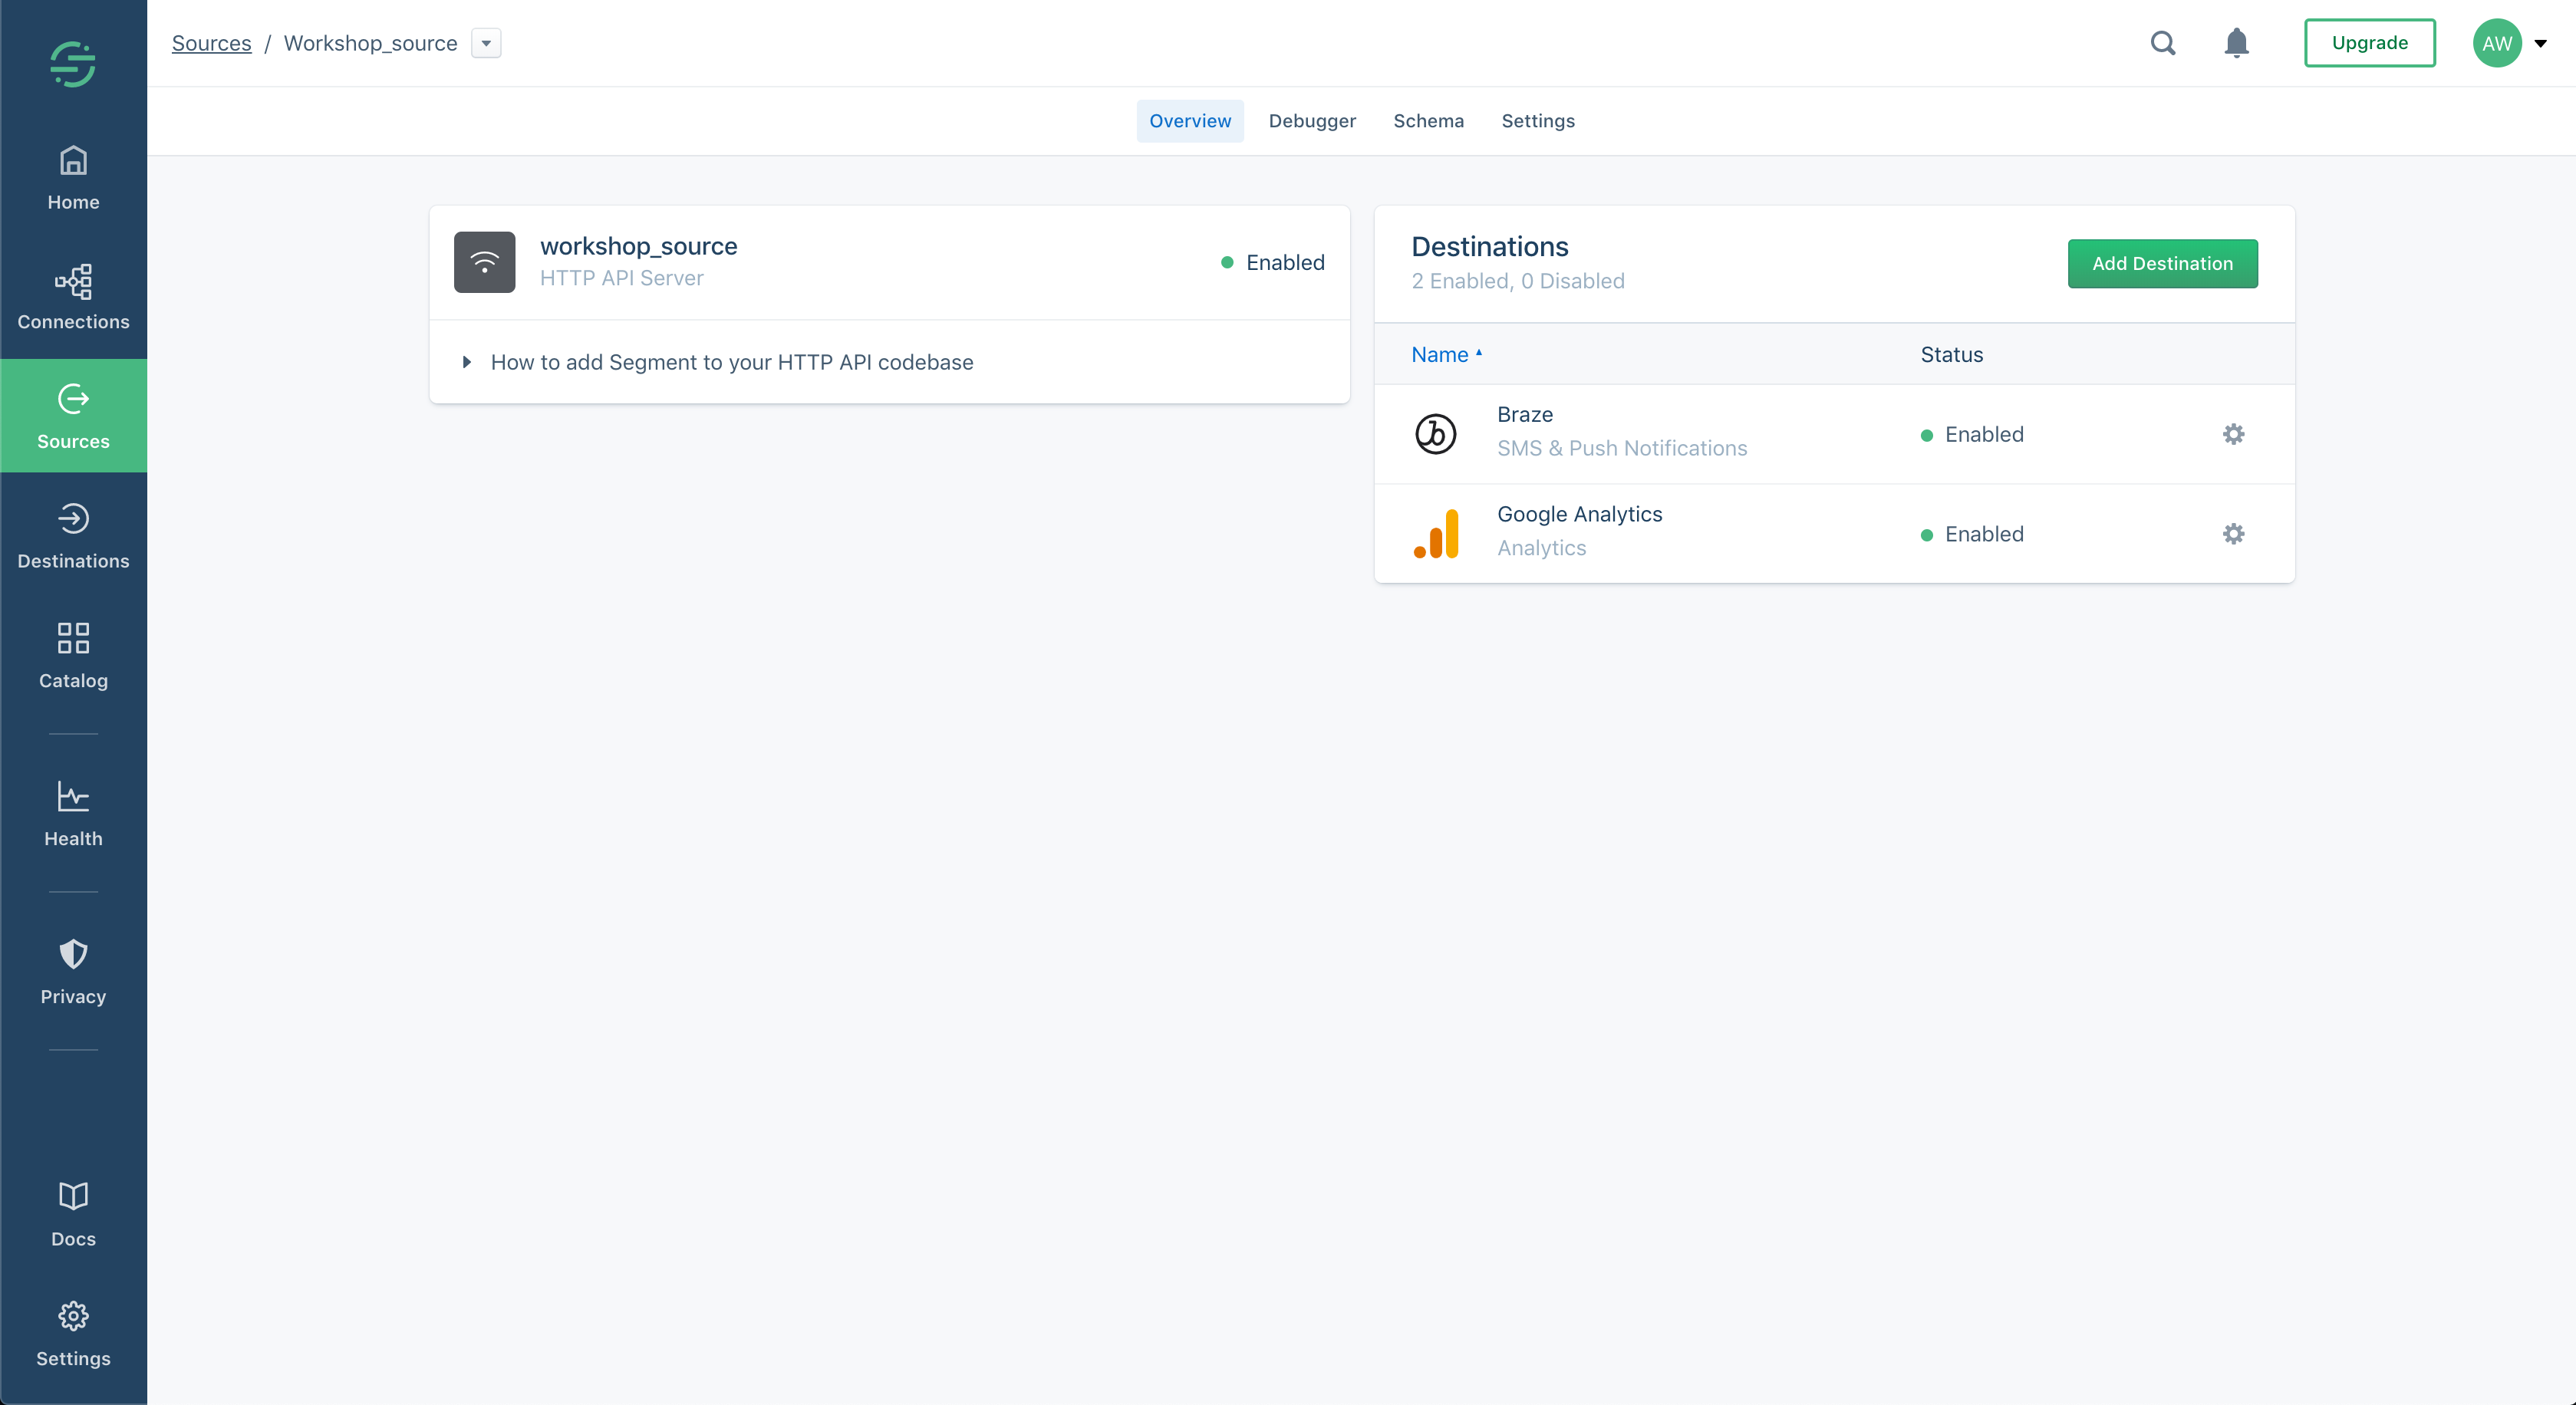 Sources / Workshop_source
Upgrade
AW
Overview Debugger Schema Settings
Home
Connections
Sources
Destinations
Catalog
Health
Privacy
Docs
Settings
workshop_source
HTTP API Server
Enabled
How to add Segment to your HTTP API codebase
Destinations
2 Enabled, 0 Disabled
Add Destination
Name Status
Braze
SMS & Push Notifications
Enabled
Google Analytics
Analytics
Enabled